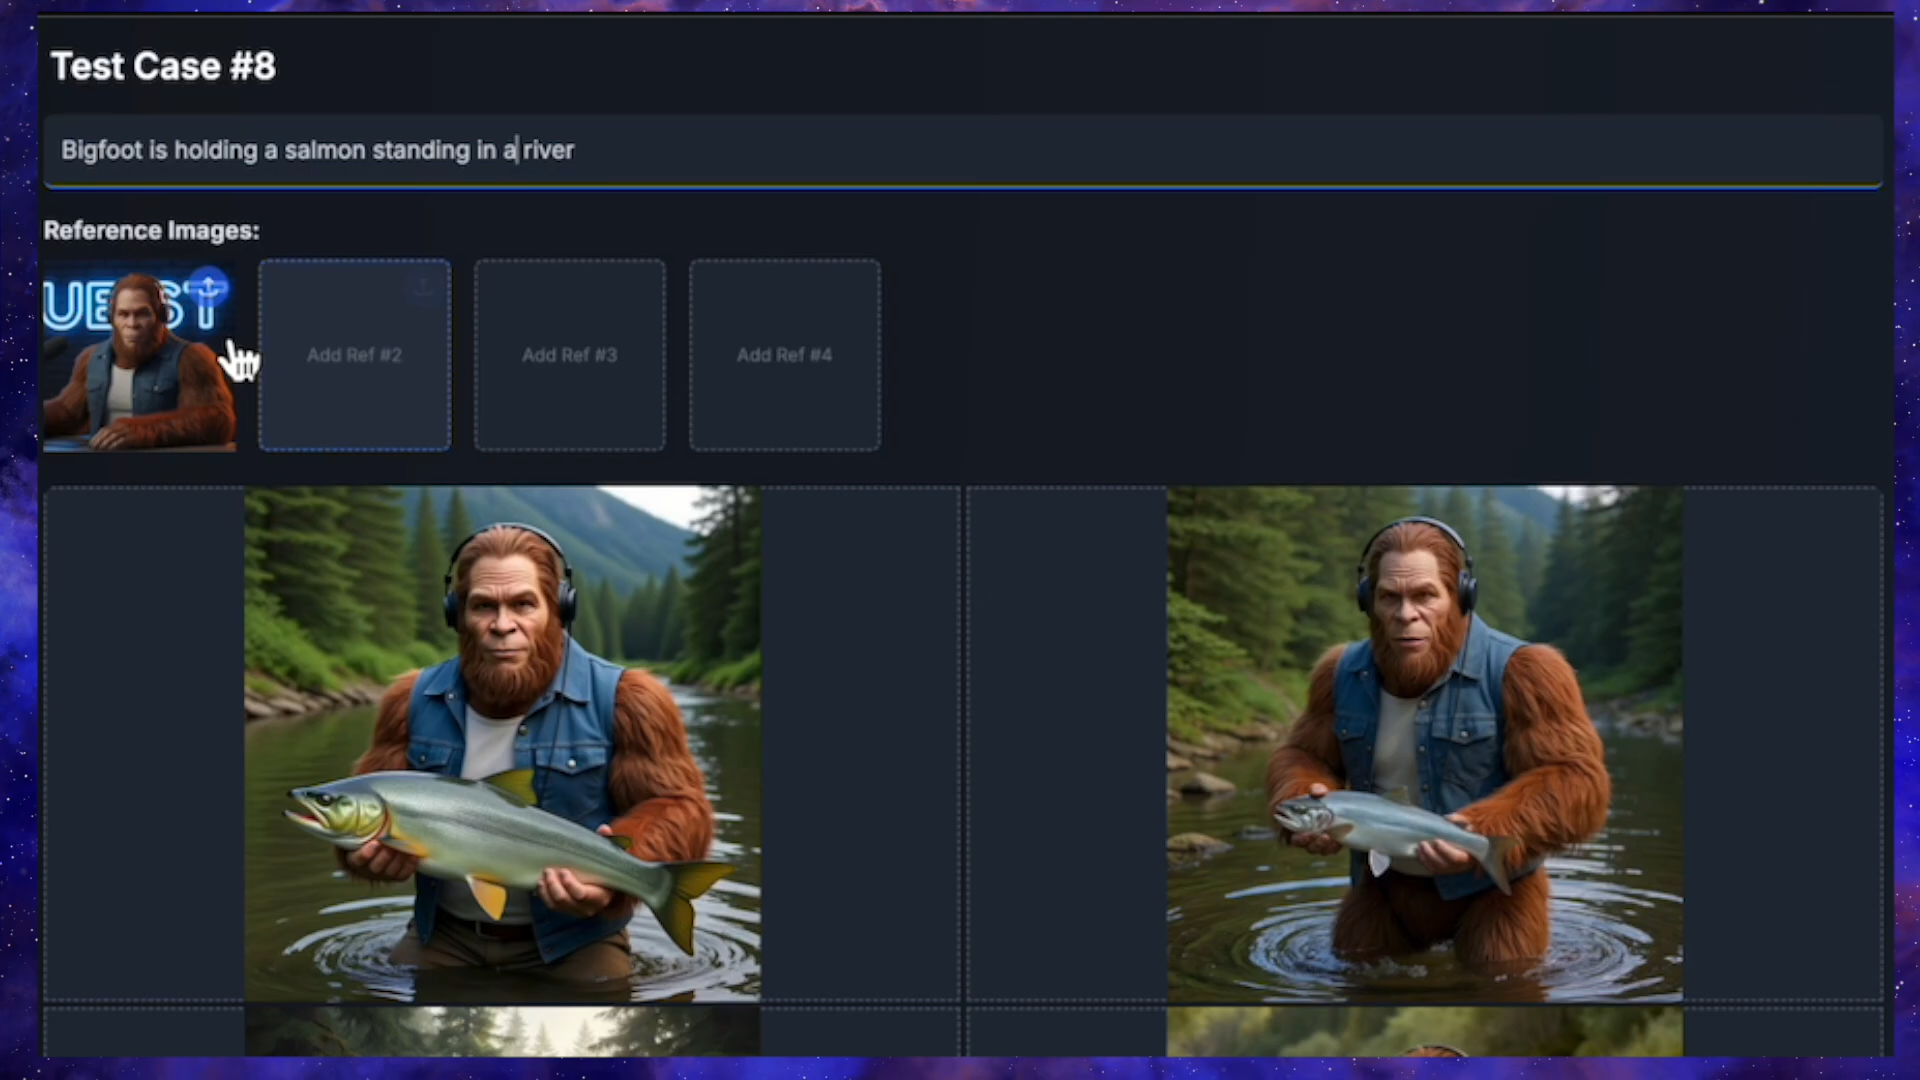 Test Case #8
Bigfoot is holding a salmon standing in a river
Reference Images:
UEST
Add Ref #2
Add Ref #3
Add Ref #4